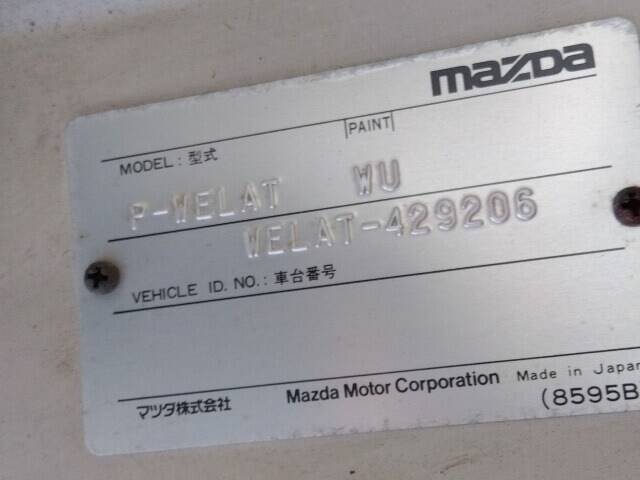 mazda
PAINT
MODEL : 型式
P-WELAT WU
WELAT-429206
VEHICLE ID. NO. : 車台番号
マツダ株式会社 Mazda Motor Corporation Made in Japan
(8595B